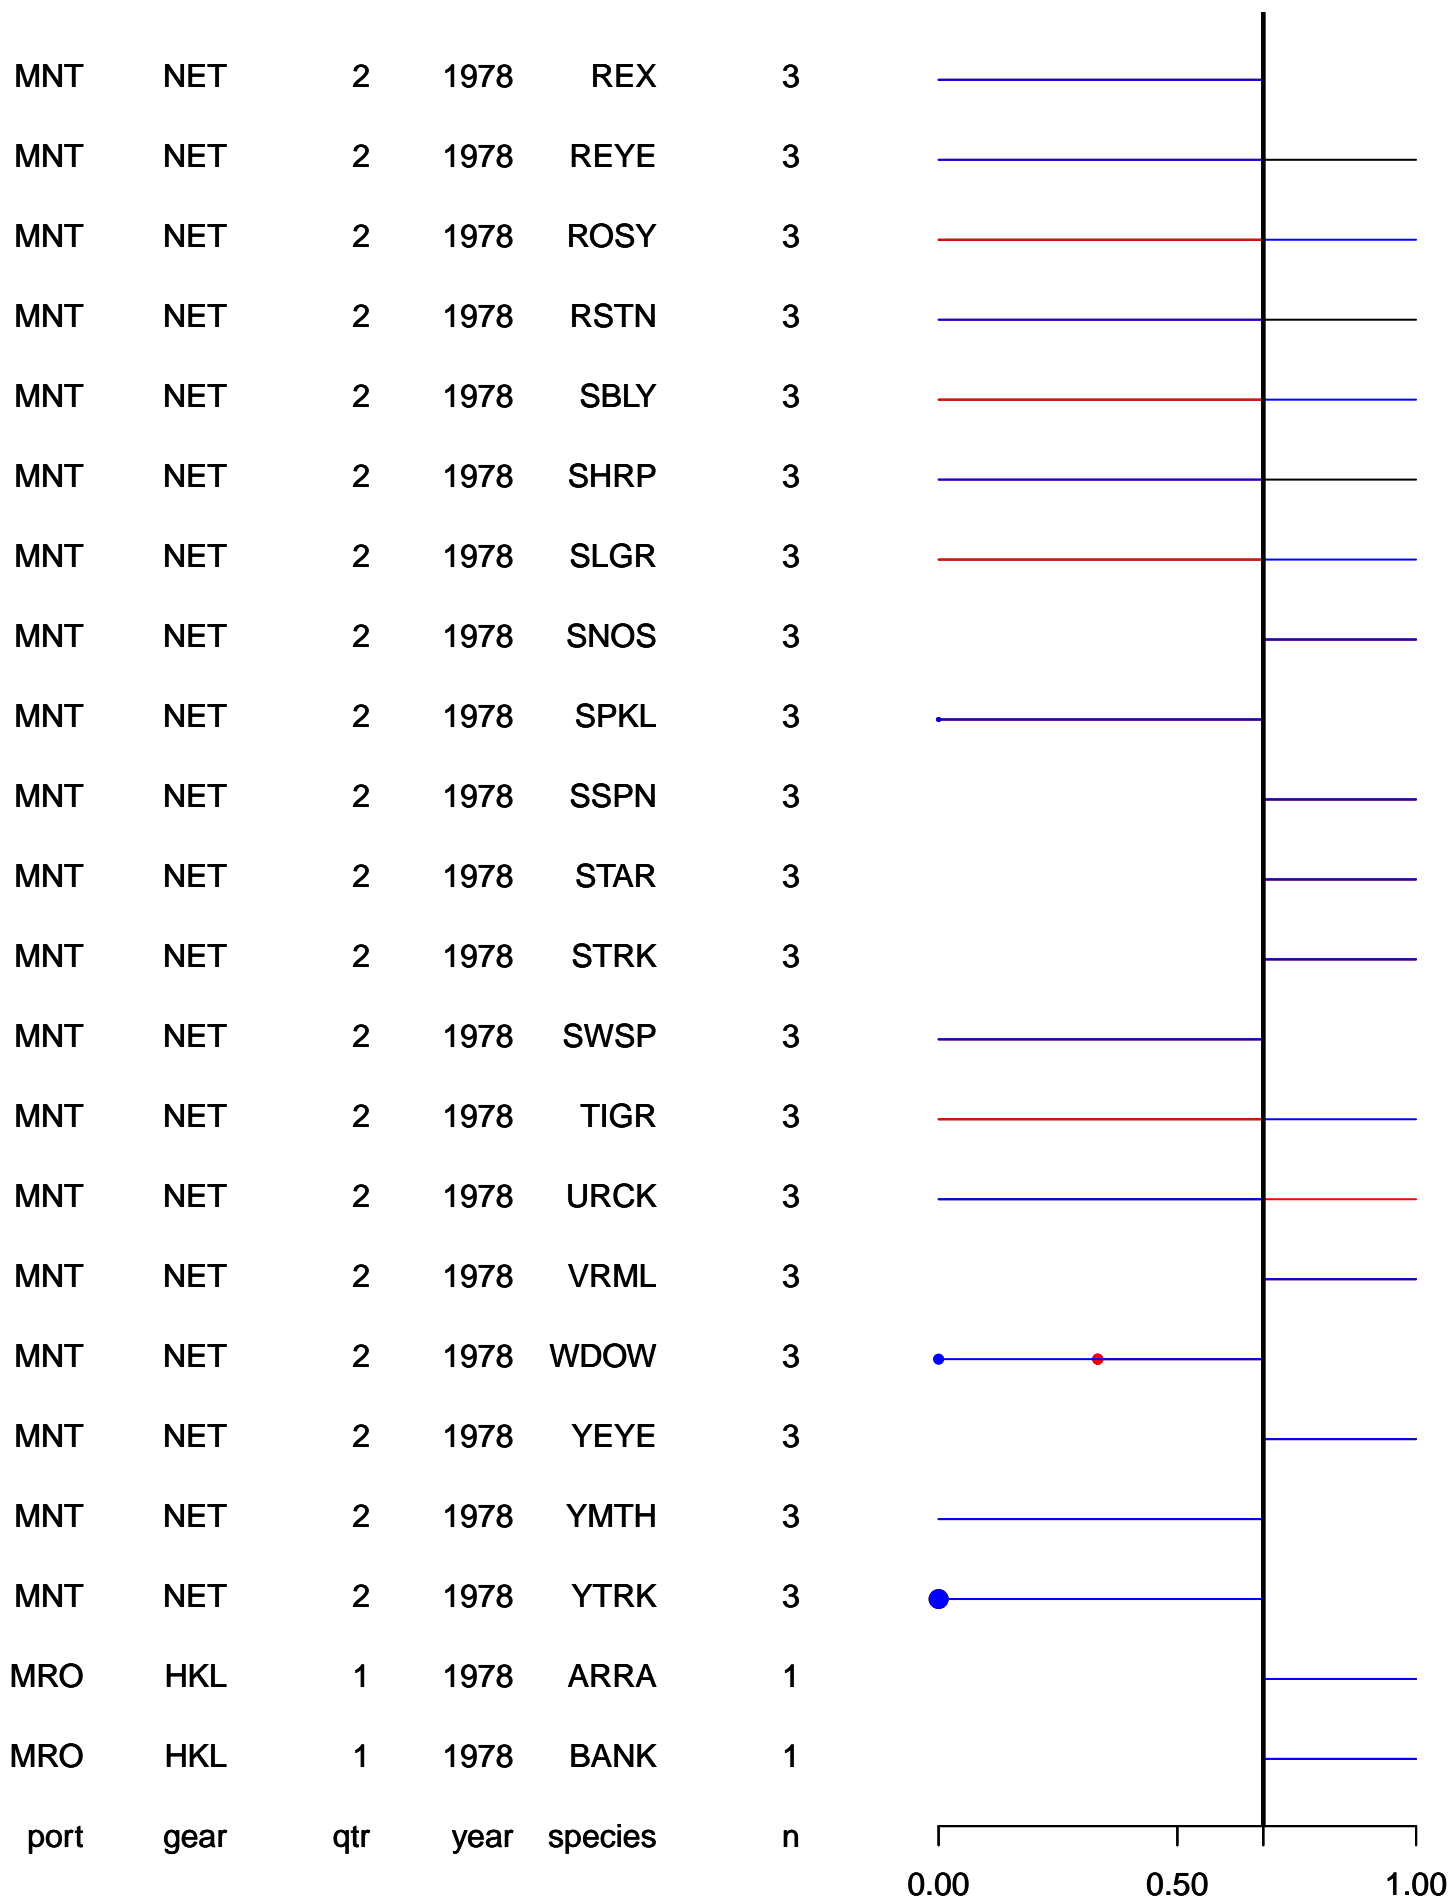 MNT NET 2 1978 REX 3
MNT NET 2 1978 REYE 3
MNT NET 2 1978 ROSY 3
MNT NET 2 1978 RSTN 3
MNT NET 2 1978 SBLY 3
MNT NET 2 1978 SHRP 3
MNT NET 2 1978 SLGR 3
MNT NET 2 1978 SNOS 3
MNT NET 2 1978 SPKL 3
MNT NET 2 1978 SSPN 3
MNT NET 2 1978 STAR 3
MNT NET 2 1978 STRK 3
MNT NET 2 1978 SWSP 3
MNT NET 2 1978 TIGR 3
MNT NET 2 1978 URCK 3
MNT NET 2 1978 VRML 3
MNT NET 2 1978 WDOW 3
MNT NET 2 1978 YEYE 3
MNT NET 2 1978 YMTH 3
MNT NET 2 1978 YTRK 3
MRO HKL 1 1978 ARRA 1
MRO HKL 1 1978 BANK 1
port gear qtr year species n
0.00 0.50 1.00